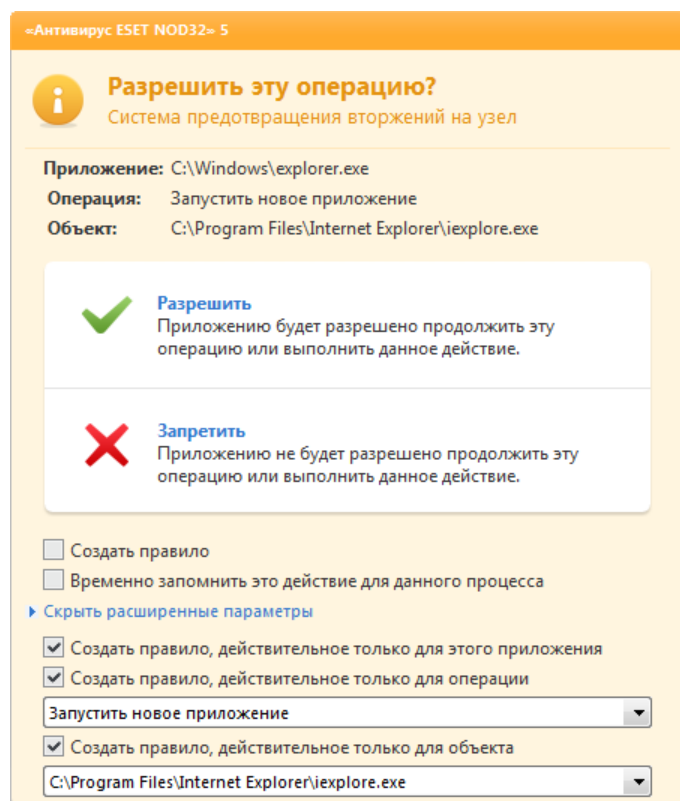 «Антивирус ESET NOD32» 5
Разрешить эту операцию?
Система предотвращения вторжений на узел
Приложение: C:\Windows\explorer.exe
Операция: Запустить новое приложение
Объект: C:\Program Files\Internet Explorer\iexplore.exe
Разрешить
Приложению будет разрешено продолжить эту
операцию или выполнить данное действие.
Запретить
Приложению не будет разрешено продолжить эту
операцию или выполнить данное действие.
Создать правило
Временно запомнить это действие для данного процесса
Скрыть расширенные параметры
Создать правило, действительное только для этого приложения
Создать правило, действительное только для операции
Запустить новое приложение
Создать правило, действительное только для объекта
C:\Program Files\Internet Explorer\iexplore.exe